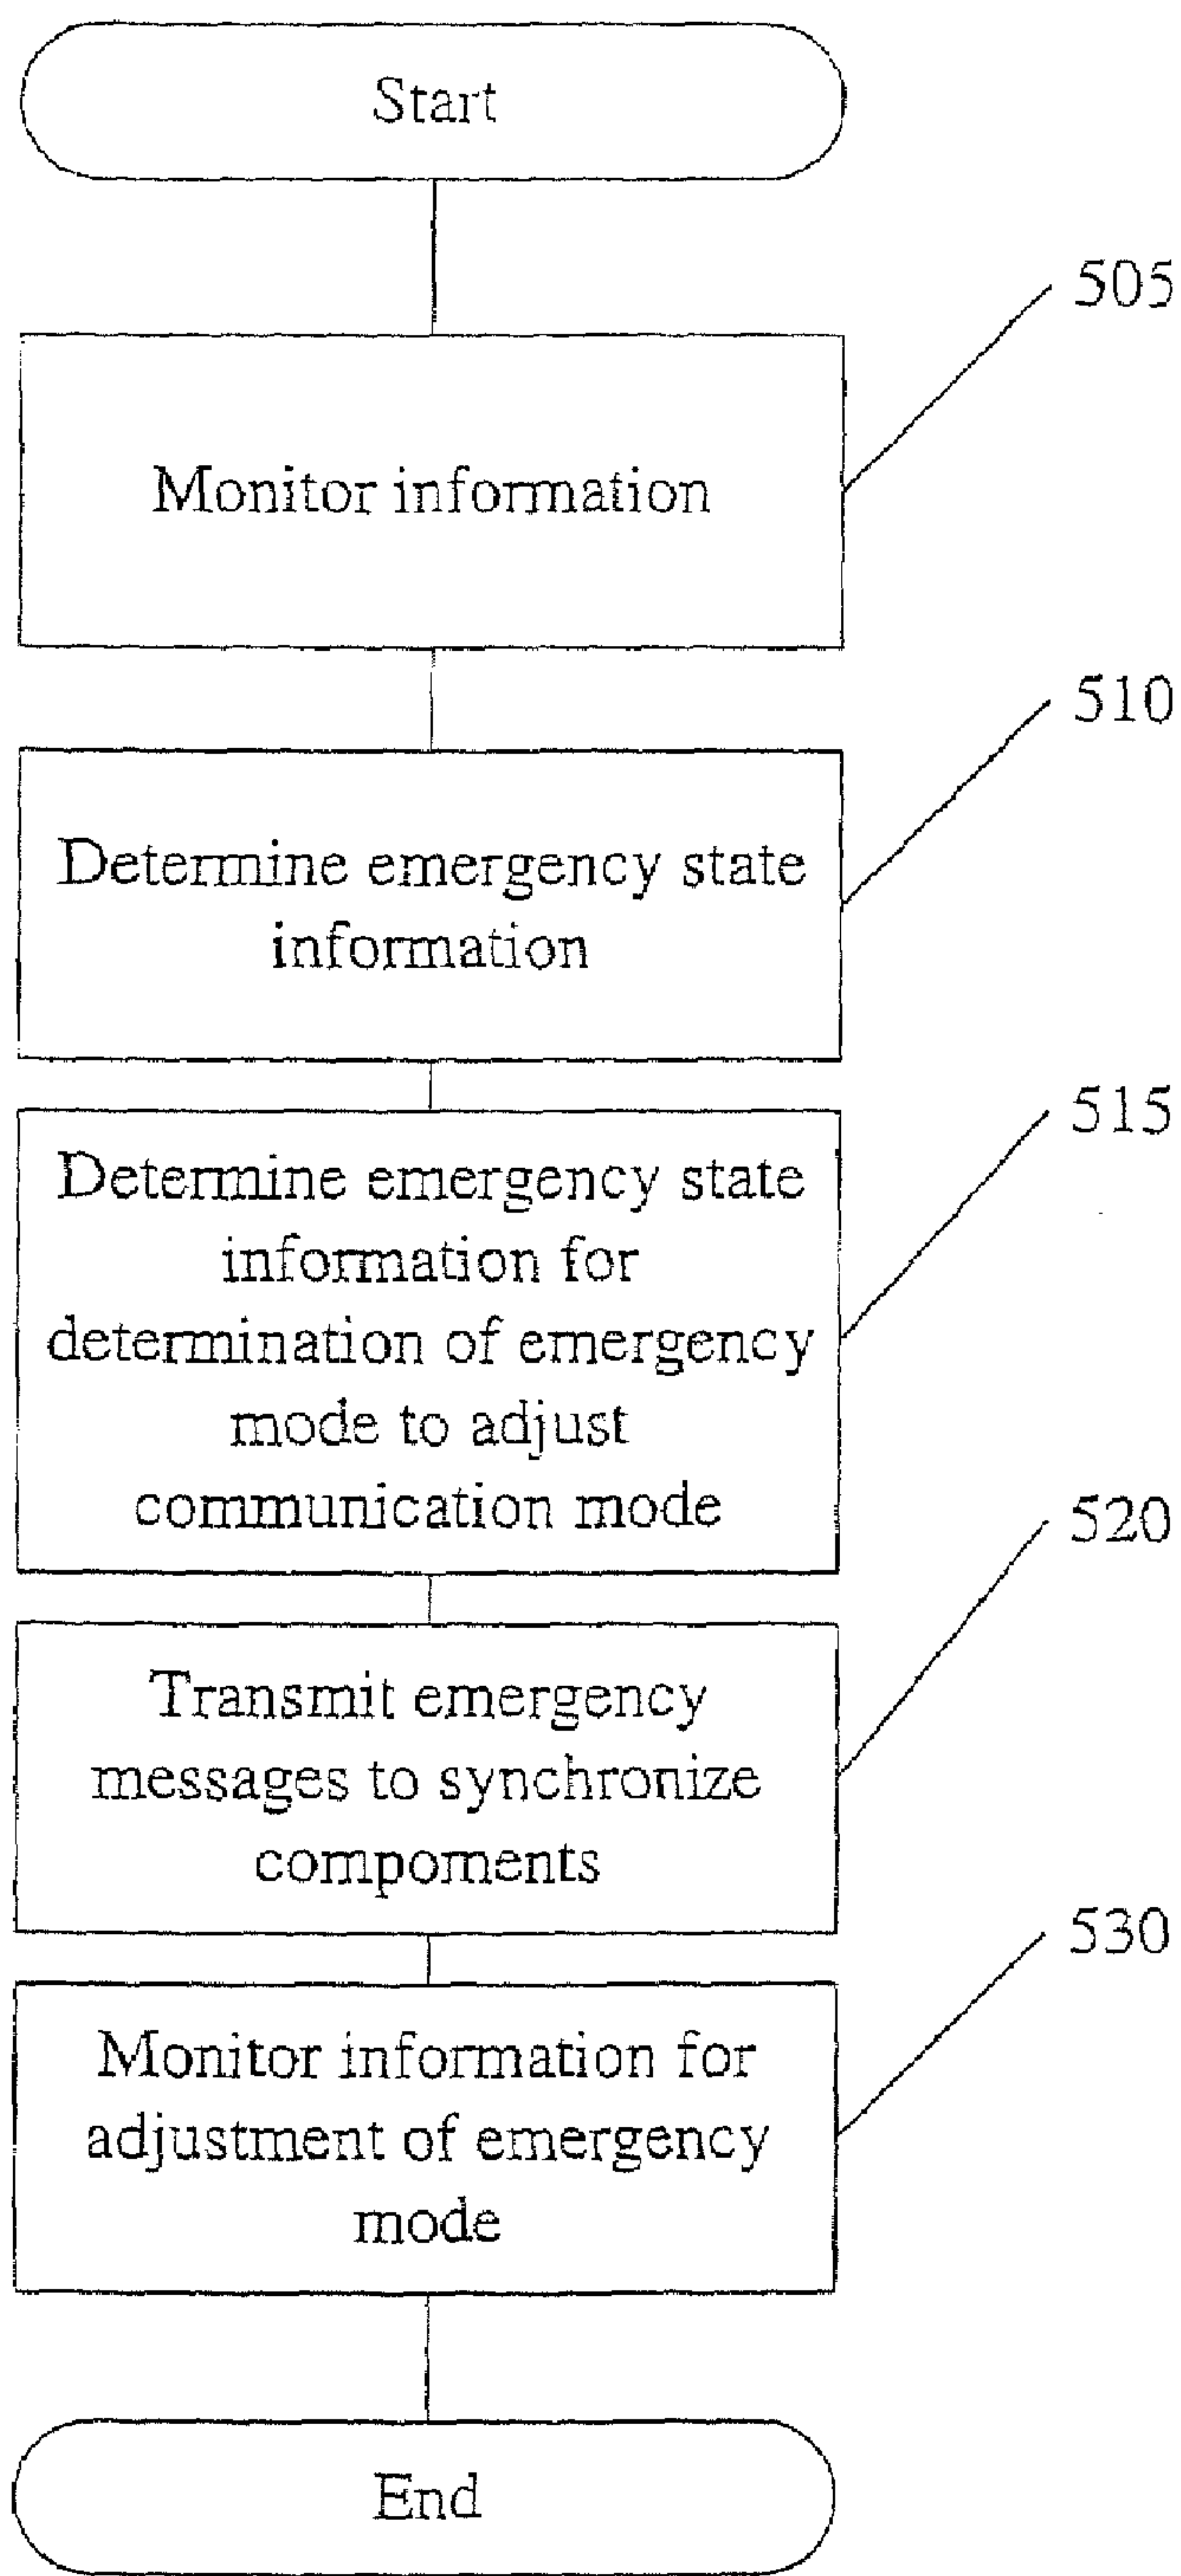 Start
505
Monitor information
510
Determine emergency state
information
515
Determine emergency state
information for
determination of emergency
mode to adjust
communication mode
520
Transmit emergency
messages to synchronize
compoments
530
Monitor information for
adjustment of emergency
mode
End